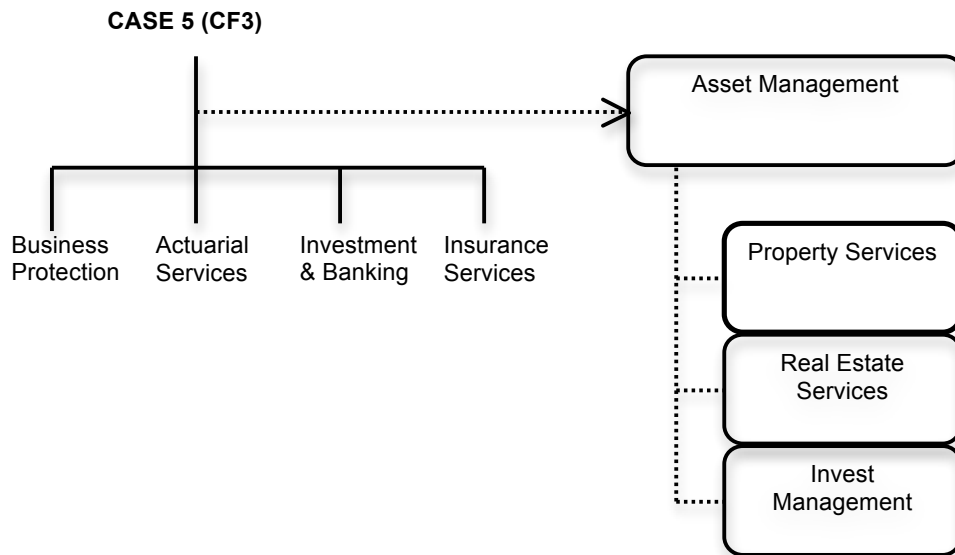 CASE 5 (CF3)
Asset Management
Business
Protection
Actuarial
Services
Investment
& Banking
Insurance
Services
Property Services
Real Estate
Services
Invest
Management